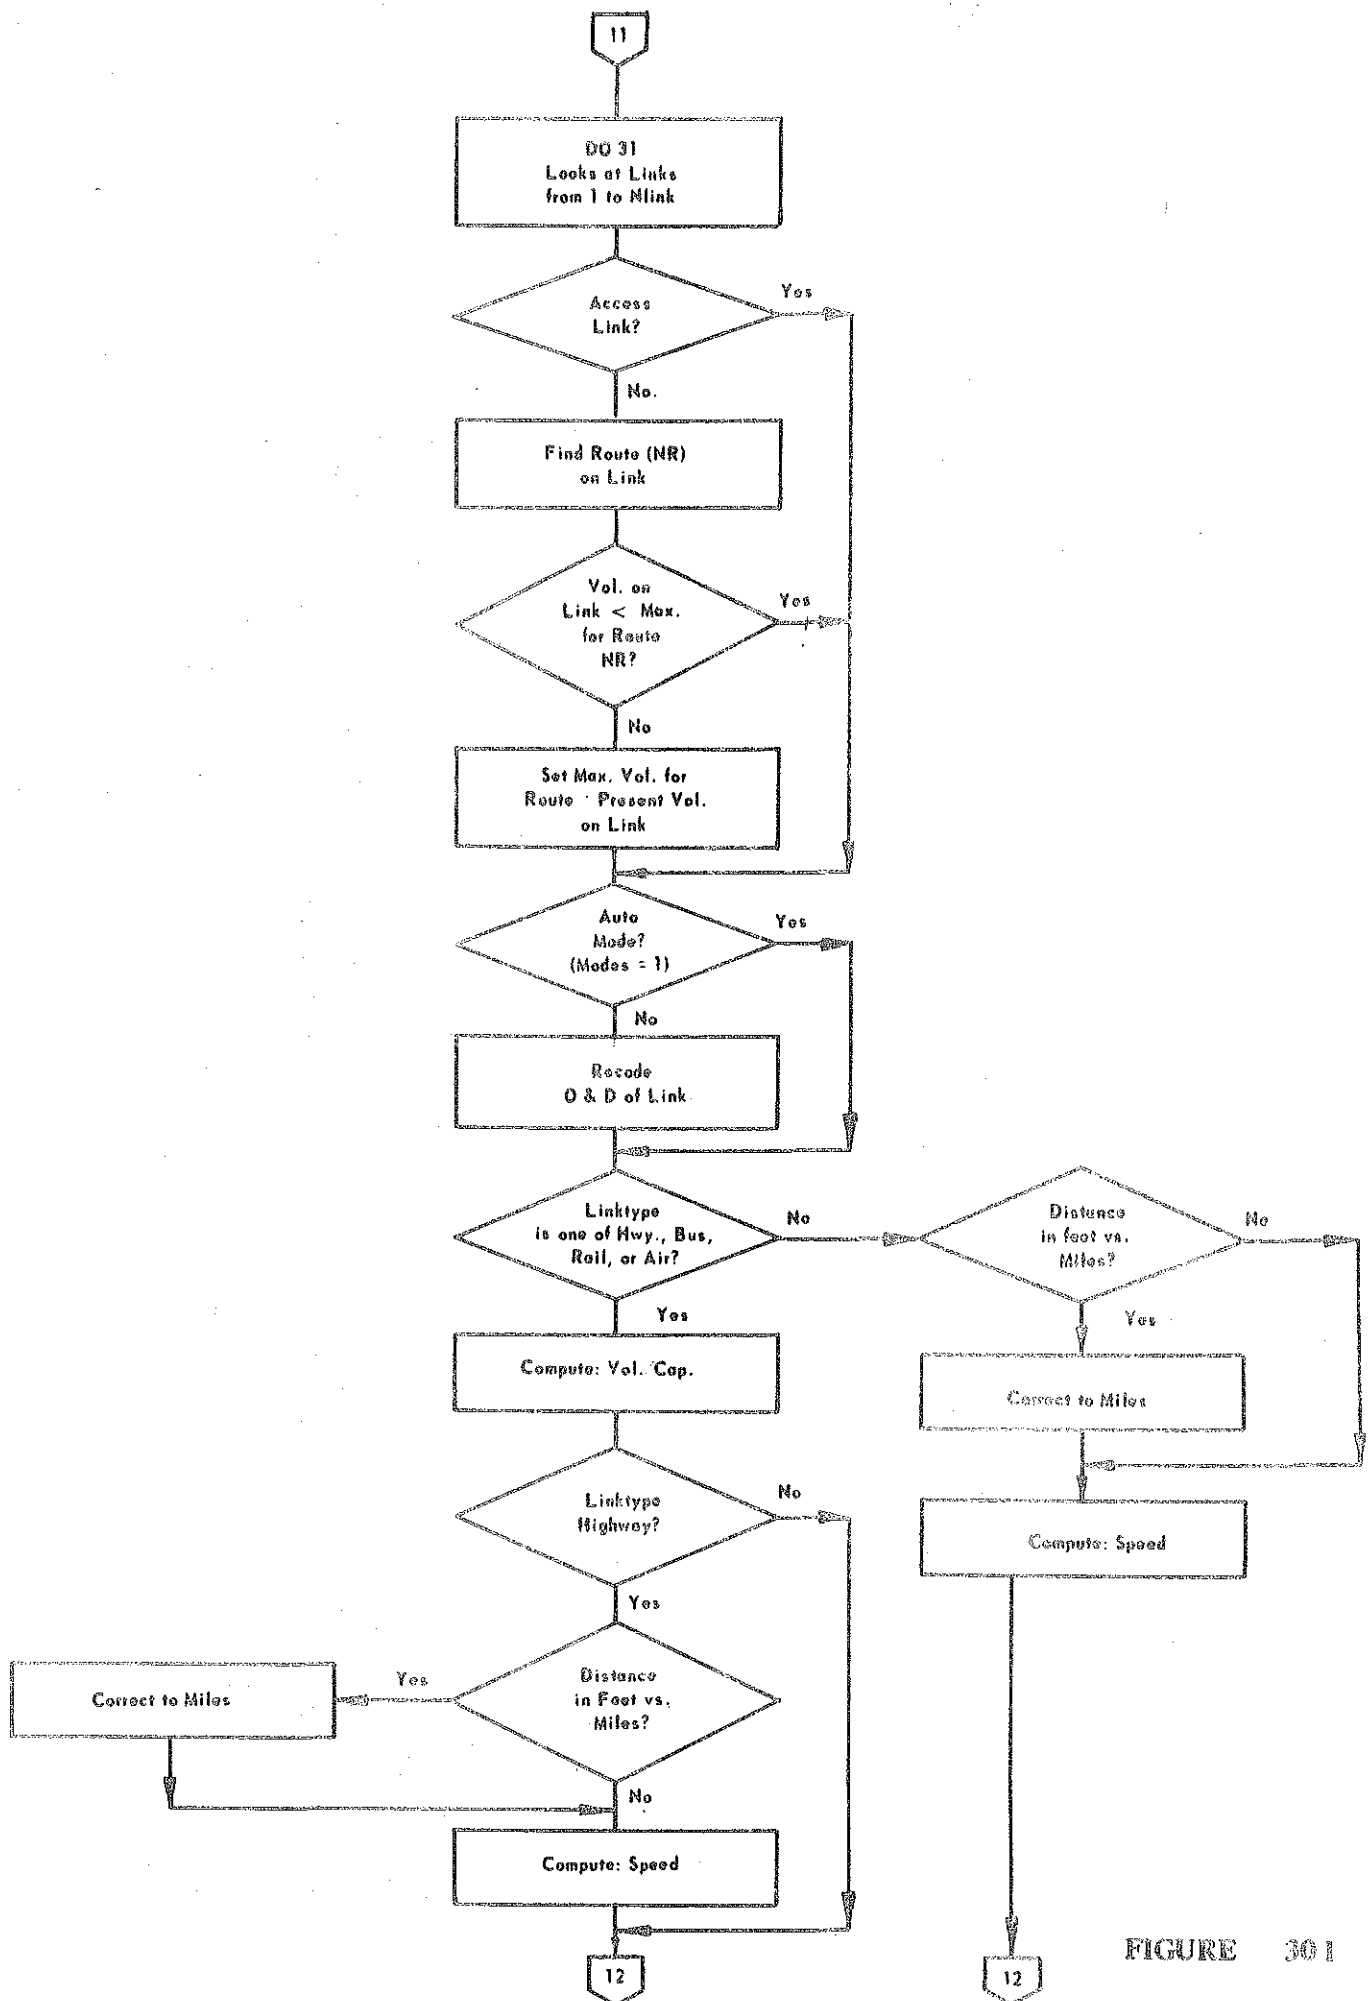 11
DO 31
Looks at Links
from 1 to Nlink
Access
Link?
Yes
No.
Find Route (NR)
on Link
Vol. on
Link < Max.
for Route
NR?
Yes
No
Set Max. Vol. for
Route Present Vol.
on Link
Auto
Mode?
(Modes = 1)
Yes
No
Recode
O & D of Link
Linktype
is one of Hwy., Bus,
Rail, or Air?
No
Yes
Distance
in feet vs.
Miles?
No
Yes
Correct to Miles
Compute: Speed
Compute: Vol. Cap.
Linktype
Highway?
No
Yes
Distance
in Feet vs.
Miles?
Yes
Correct to Miles
No
Compute: Speed
12
12
FIGURE 301